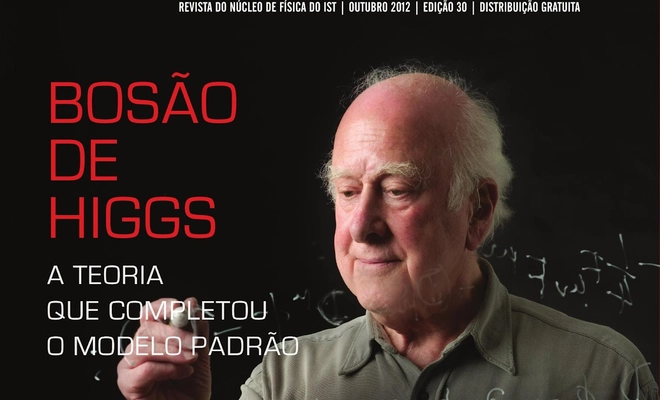 REVISTA DO NÚCLEO DE FÍSICA DO IST | OUTUBRO 2012 | EDIÇÃO 30 | DISTRIBUIÇÃO GRATUITA
BOSÃO
DE
HIGGS
A TEORIA
QUE COMPLETOU
O MODELO PADRÃO